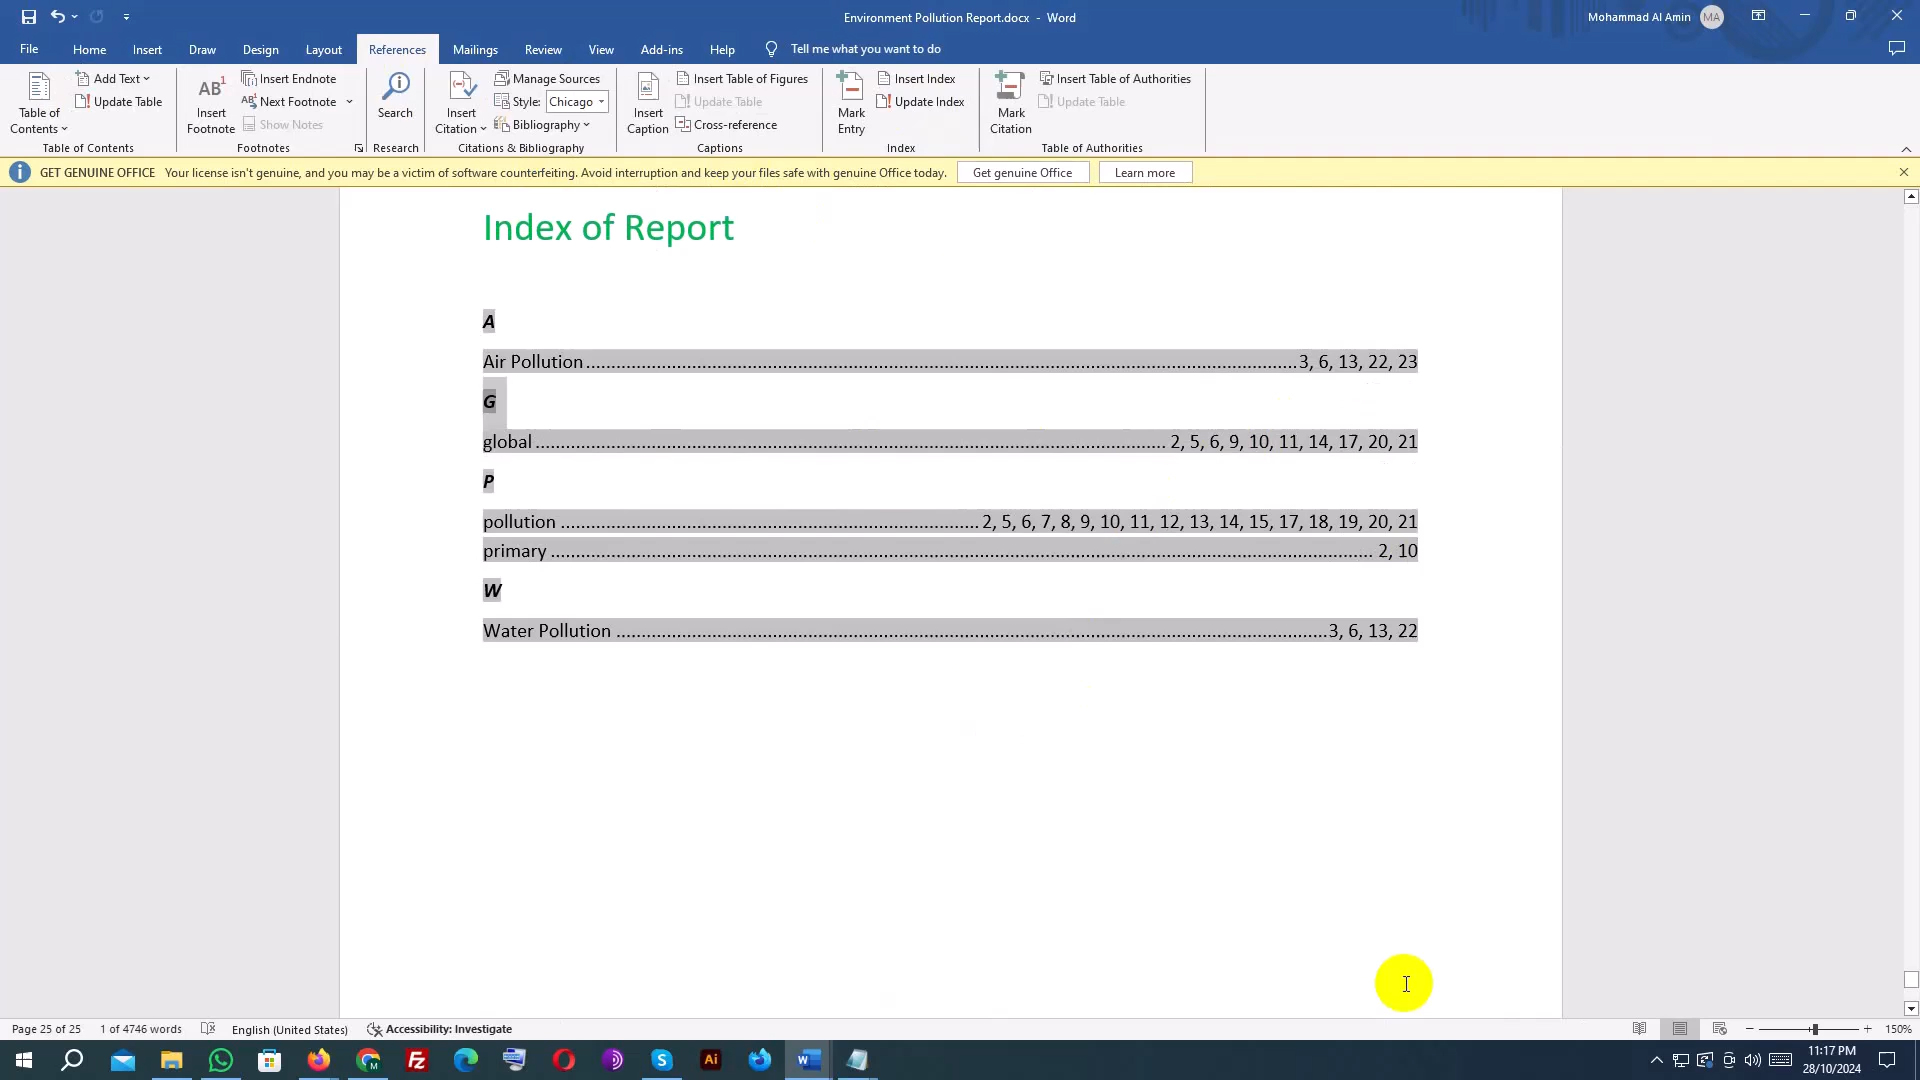 Environment Pollution Report.docx - Word
Mohammad Al Amin MA
File Home Insert Draw Design Layout References Mailings Review View Add-ins Help Tell me what you want to do
Table of Contents
Add Text
Update Table
Table of Contents
AB1 Insert Footnote
Insert Endnote
Next Footnote
Show Notes
Footnotes
Search
Research
Insert Citation
Manage Sources
Style: Chicago
Bibliography
Citations & Bibliography
Insert Caption
Insert Table of Figures
Update Table
Cross-reference
Captions
Mark Entry
Insert Index
Update Index
Index
Mark Citation
Insert Table of Authorities
Update Table
Table of Authorities
GET GENUINE OFFICE Your license isn't genuine, and you may be a victim of software counterfeiting. Avoid interruption and keep your files safe with genuine Office today. Get genuine Office Learn more
Index of Report
A
Air Pollution 3, 6, 13, 22, 23
G
global 2, 5, 6, 9, 10, 11, 14, 17, 20, 21
P
pollution 2, 5, 6, 7, 8, 9, 10, 11, 12, 13, 14, 15, 17, 18, 19, 20, 21
primary 2, 10
W
Water Pollution 3, 6, 13, 22
Page 25 of 25 1 of 4746 words English (United States) Accessibility: Investigate 150%
11:17 PM
28/10/2024